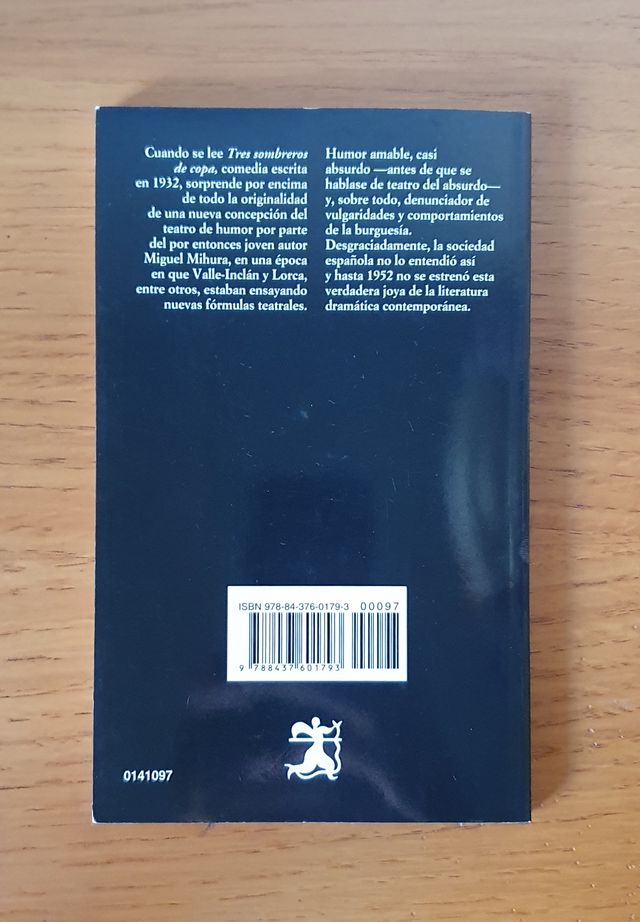 Cuando se lee Tres sombreros
de copa, comedia escrita
en 1932, sorprende por encima
de todo la originalidad
de una nueva concepción del
teatro de humor por parte
del por entonces joven autor
Miguel Mihura, en una época
en que Valle-Inclán y Lorca,
entre otros, estaban ensayando
nuevas fórmulas teatrales.
Humor amable, casi
absurdo —antes de que se
hablase de teatro del absurdo—
y, sobre todo, denunciador de
vulgaridades y comportamientos
de la burguesía.
Desgraciadamente, la sociedad
española no lo entendió así
y hasta 1952 no se estrenó esta
verdadera joya de la literatura
dramática contemporánea.
ISBN 978-84-376-0179-3
00097
9 788437 601793
0141097